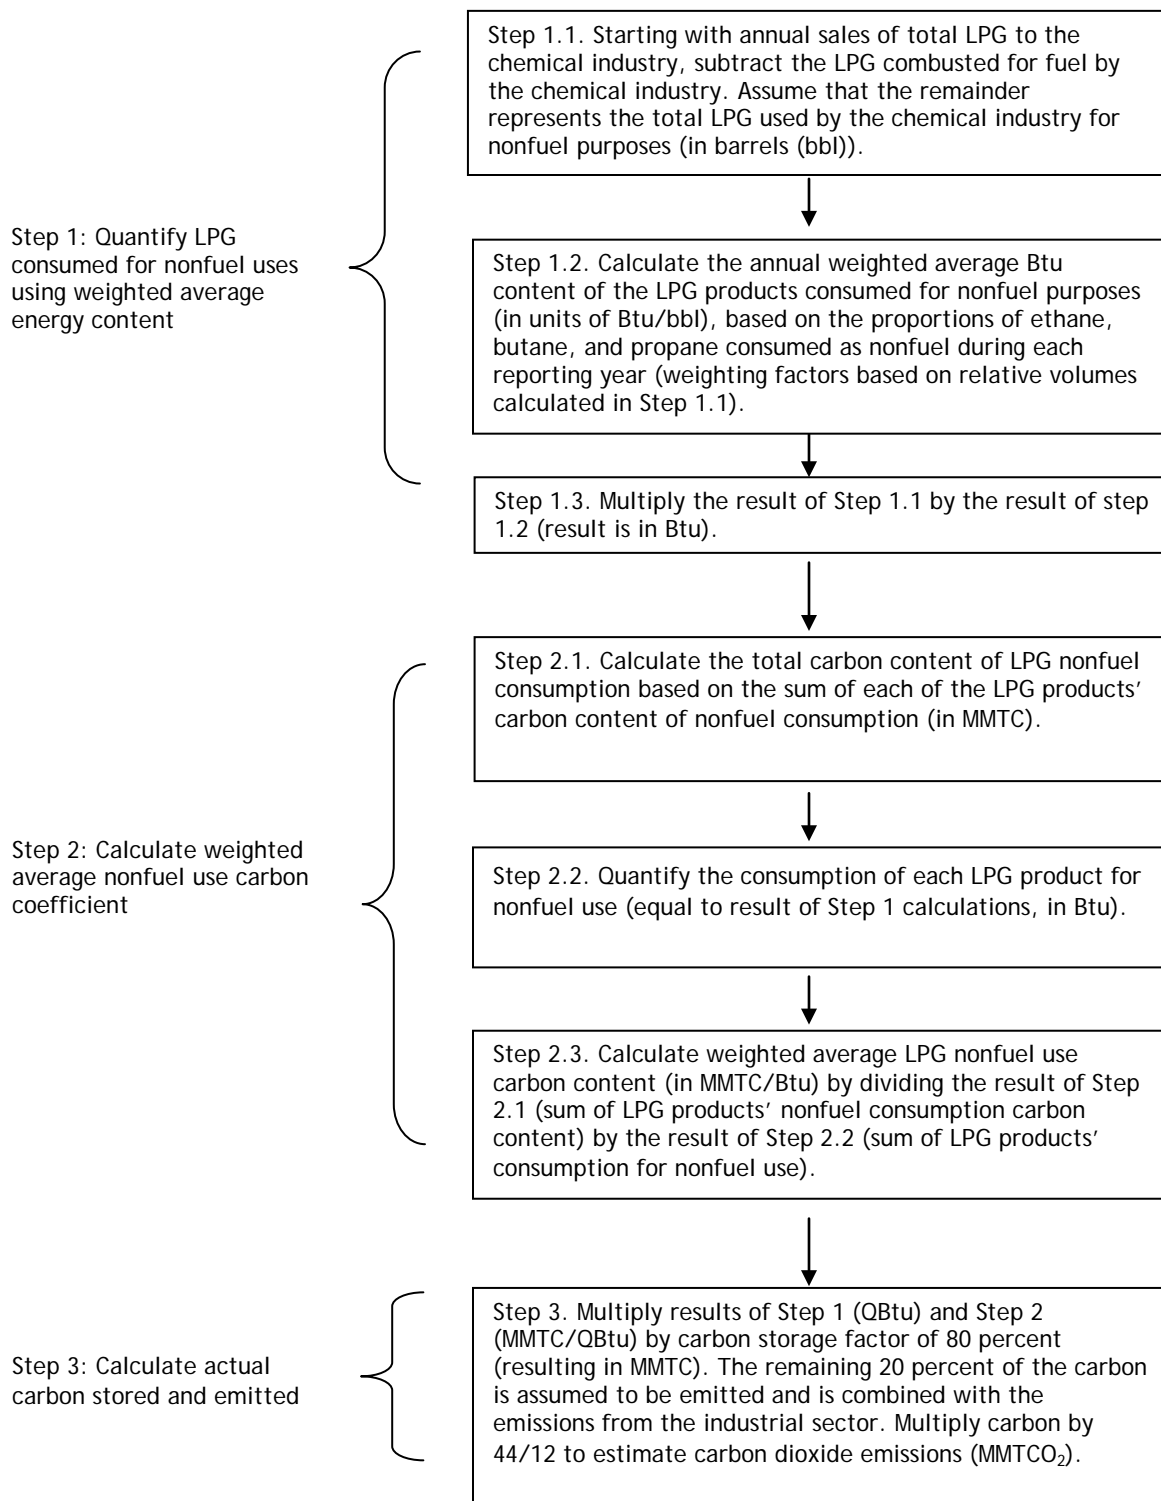 Step 1.1. Starting with annual sales of total LPG to the
chemical industry, subtract the LPG combusted for fuel by
the chemical industry. Assume that the remainder
represents the total LPG used by the chemical industry for
nonfuel purposes (in barrels (bbl)).
Step 1: Quantify LPG
consumed for nonfuel uses
using weighted average
energy content
Step 1.2. Calculate the annual weighted average Btu
content of the LPG products consumed for nonfuel purposes
(in units of Btu/bbl), based on the proportions of ethane,
butane, and propane consumed as nonfuel during each
reporting year (weighting factors based on relative volumes
calculated in Step 1.1).
Step 1.3. Multiply the result of Step 1.1 by the result of step
1.2 (result is in Btu).
Step 2.1. Calculate the total carbon content of LPG nonfuel
consumption based on the sum of each of the LPG products’
carbon content of nonfuel consumption (in MMTC).
Step 2: Calculate weighted
average nonfuel use carbon
coefficient
Step 2.2. Quantify the consumption of each LPG product for
nonfuel use (equal to result of Step 1 calculations, in Btu).
Step 2.3. Calculate weighted average LPG nonfuel use
carbon content (in MMTC/Btu) by dividing the result of Step
2.1 (sum of LPG products’ nonfuel consumption carbon
content) by the result of Step 2.2 (sum of LPG products’
consumption for nonfuel use).
Step 3: Calculate actual
carbon stored and emitted
Step 3. Multiply results of Step 1 (QBtu) and Step 2
(MMTC/QBtu) by carbon storage factor of 80 percent
(resulting in MMTC). The remaining 20 percent of the carbon
is assumed to be emitted and is combined with the
emissions from the industrial sector. Multiply carbon by
44/12 to estimate carbon dioxide emissions (MMTCO₂).